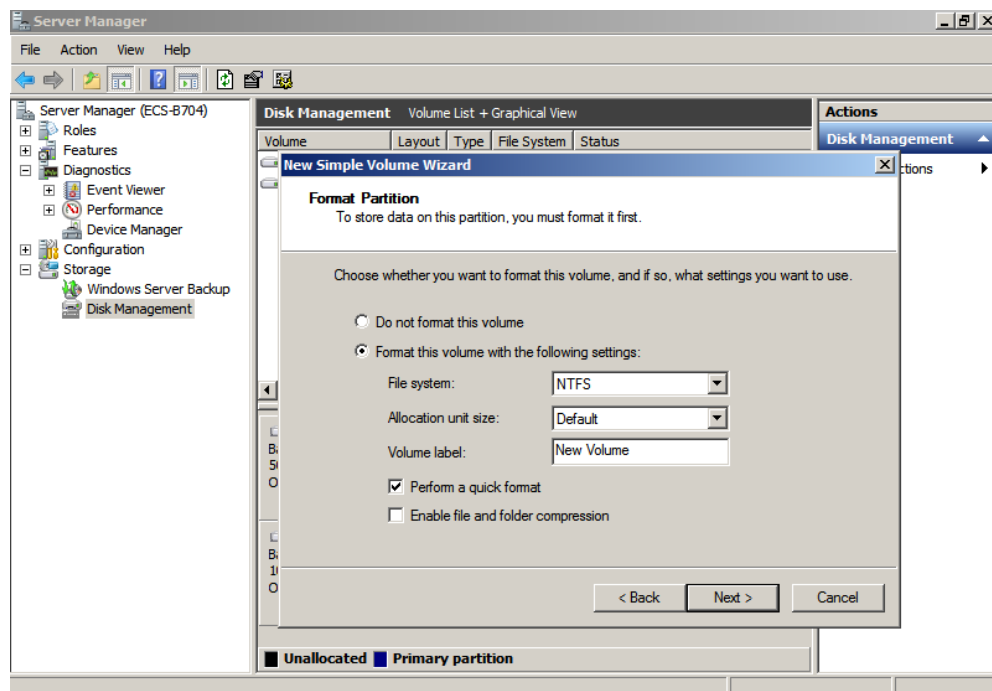 Server Manager
File Action View Help
Server Manager (ECS-B704)
Roles
Features
Diagnostics
Event Viewer
Performance
Device Manager
Configuration
Storage
Windows Server Backup
Disk Management
Disk Management Volume List + Graphical View
Volume Layout Type File System Status
Actions
Disk Management
New Simple Volume Wizard
Format Partition
To store data on this partition, you must format it first.
Choose whether you want to format this volume, and if so, what settings you want to use.
Do not format this volume
Format this volume with the following settings:
File system: NTFS
Allocation unit size: Default
Volume label: New Volume
Perform a quick format
Enable file and folder compression
< Back Next > Cancel
Unallocated Primary partition